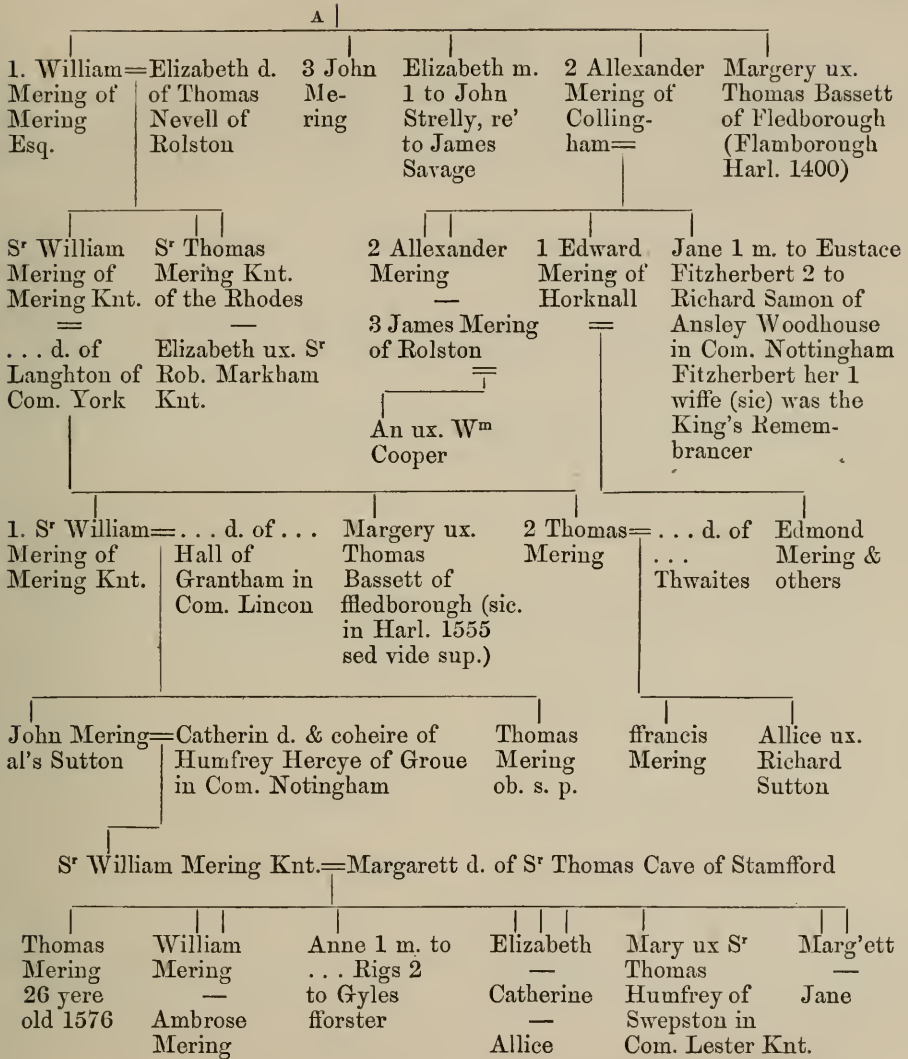 A
1. William=Elizabeth d. 3 John Elizabeth m. 2 Allexander Margery ux.
Mering of of Thomas Me- 1 to John Mering of Thomas Bassett
Mering Nevell of ring Strelly, re' Colling- of Fledborough
Esq. Rolston to James ham= (Flamborough
Savage Harl. 1400)
Sʳ William Sʳ Thomas 2 Allexander 1 Edward Jane 1 m. to Eustace
Mering of Mering Knt. Mering Mering of Fitzherbert 2 to
Mering Knt. of the Rhodes — Horknall Richard Samon of
= — 3 James Mering = Ansley Woodhouse
. . . d. of Elizabeth ux. Sʳ of Rolston in Com. Nottingham
Langhton of Rob. Markham = Fitzherbert her 1
Com. York Knt. An ux. Wᵐ wiffe (sic) was the
Cooper King's Remem-
brancer
1. Sʳ William= . . . d. of . . . Margery ux. 2 Thomas= . . . d. of Edmond
Mering of Hall of Thomas Mering . . . Mering &
Mering Knt. Grantham in Bassett of Thwaites others
Com. Lincon ffledborough (sic.
in Harl. 1555
sed vide sup.)
John Mering=Catherin d. & coheire of Thomas ffrancis Allice ux.
al's Sutton Humfrey Hercye of Groue Mering Mering Richard
in Com. Notingham ob. s. p. Sutton
Sʳ William Mering Knt.=Margarett d. of Sʳ Thomas Cave of Stamfford
Thomas William Anne 1 m. to Elizabeth Mary ux Sʳ Marg'ett
Mering Mering . . . Rigs 2 — Thomas —
26 yere — to Gyles Catherine Humfrey of Jane
old 1576 Ambrose fforster — Swepston in
Mering Allice Com. Lester Knt.